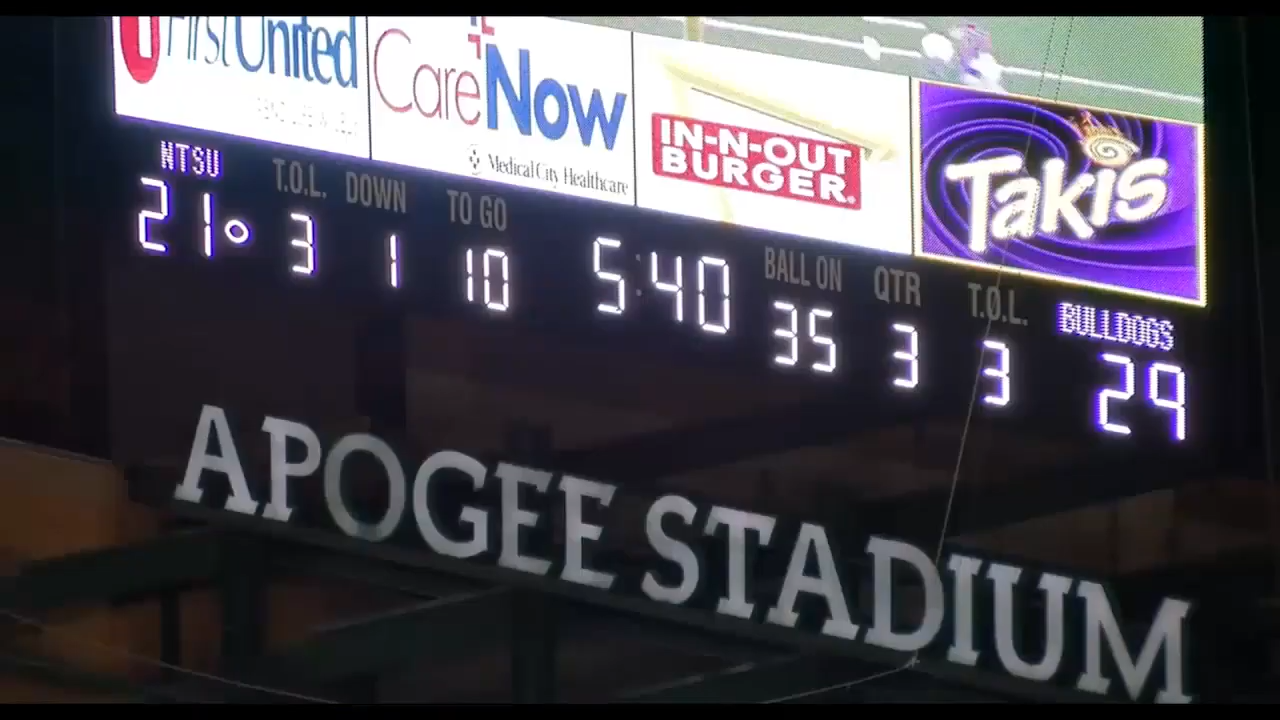 First United
CareNow
Medical City Healthcare
IN-N-OUT
BURGER
Takis
NTSU T.O.L. DOWN TO GO BALL ON QTR T.O.L. BULLDOGS
21 3 1 10 5:40 35 3 3 29
APOGEE STADIUM